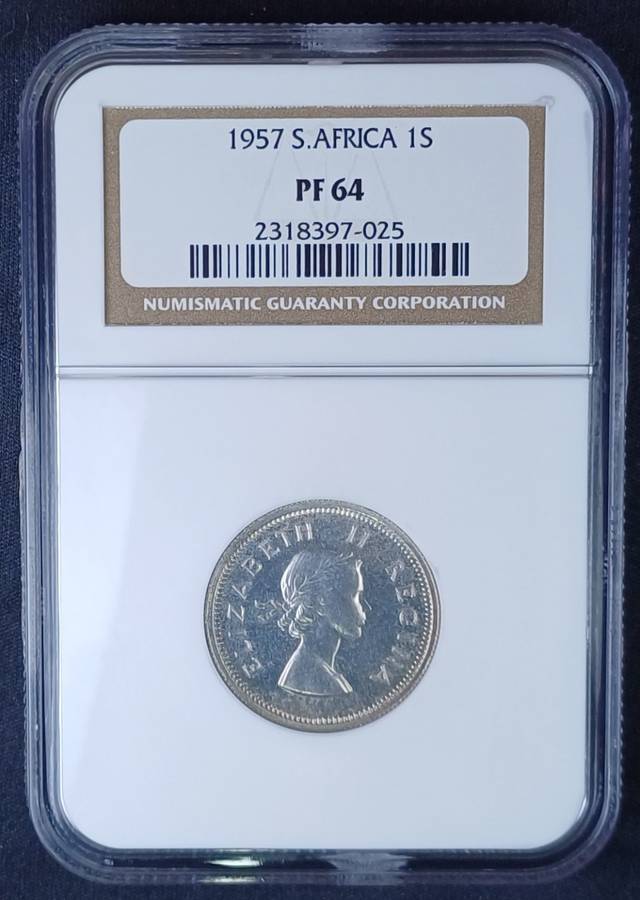 1957 S.AFRICA 1S
PF 64
2318397-025
NUMISMATIC GUARANTY CORPORATION
ELIZABETH II REGINA